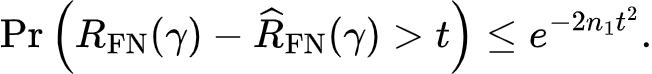 Pr ( R_FN(γ) − R̂_FN(γ) > t ) ≤ e^{−2n_1t^2}.